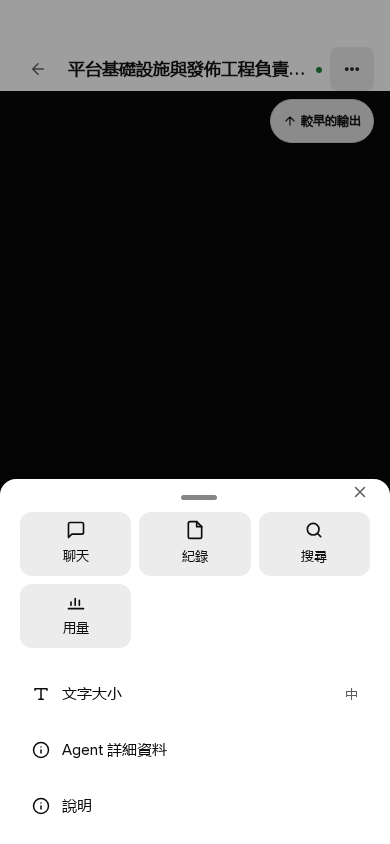 平台基礎設施與發佈工程負責…
較早的輸出
聊天
紀錄
搜尋
用量
文字大小
中
Agent 詳細資料
說明